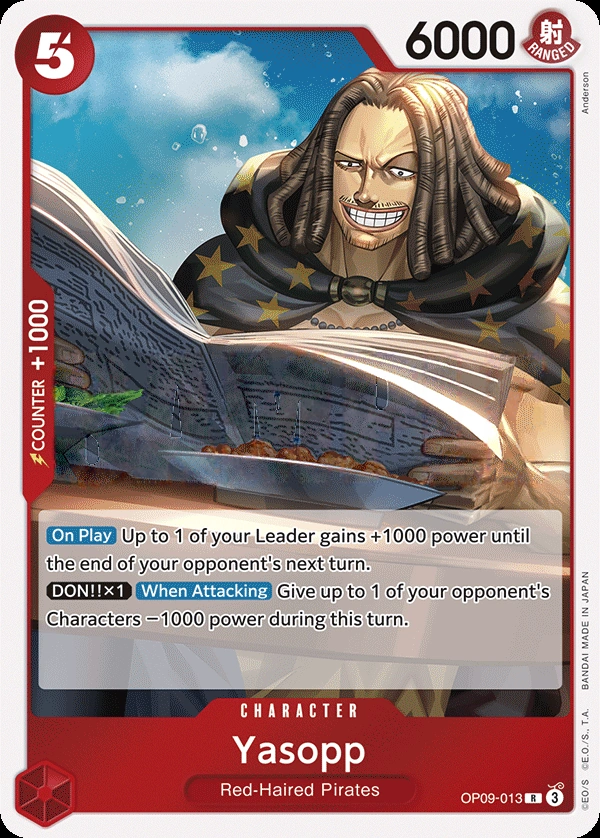 5
6000
射
RANGED
Anderson
COUNTER +1000
On Play Up to 1 of your Leader gains +1000 power until
the end of your opponent's next turn.
DON!!×1 When Attacking Give up to 1 of your opponent's
Characters −1000 power during this turn.
CHARACTER
Yasopp
Red-Haired Pirates
OP09-013 R 3
©E.O/S ©E.O./S., T.A. BANDAI MADE IN JAPAN